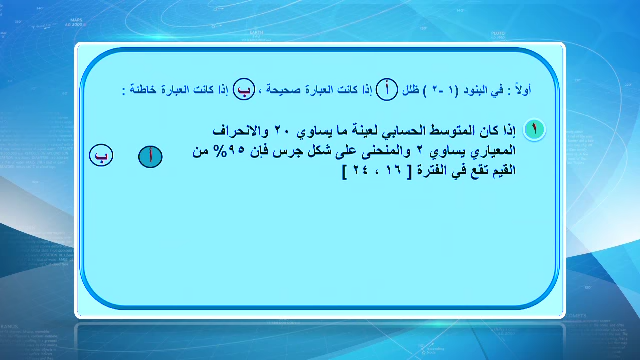 أولاً : في البنود (١ -٢ ) ظلل أ إذا كانت العبارة صحيحة ، ب إذا كانت العبارة خاطئة :
١ إذا كان المتوسط الحسابي لعينة ما يساوي ٢٠ والانحراف
المعياري يساوي ٢ والمنحنى على شكل جرس فإن ٩٥% من
القيم تقع في الفترة [ ١٦ ، ٢٤ ]
أ ب